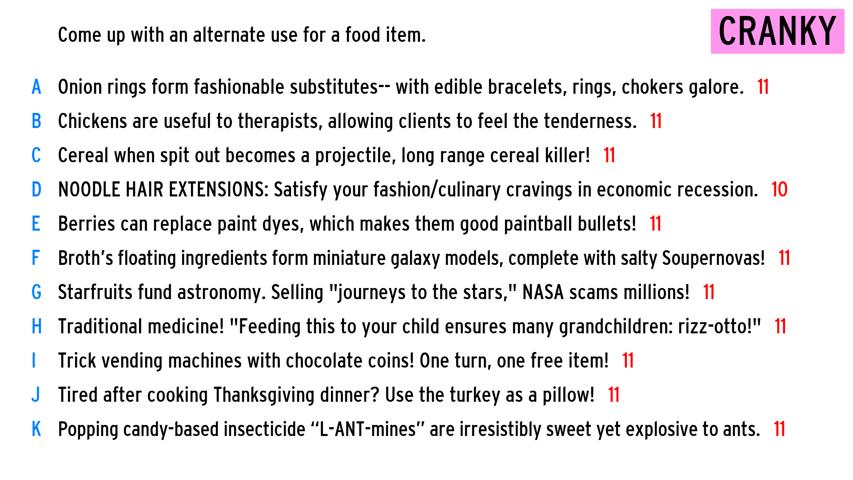 Come up with an alternate use for a food item.
CRANKY
A Onion rings form fashionable substitutes-- with edible bracelets, rings, chokers galore. 11
B Chickens are useful to therapists, allowing clients to feel the tenderness. 11
C Cereal when spit out becomes a projectile, long range cereal killer! 11
D NOODLE HAIR EXTENSIONS: Satisfy your fashion/culinary cravings in economic recession. 10
E Berries can replace paint dyes, which makes them good paintball bullets! 11
F Broth’s floating ingredients form miniature galaxy models, complete with salty Soupernovas! 11
G Starfruits fund astronomy. Selling "journeys to the stars," NASA scams millions! 11
H Traditional medicine! "Feeding this to your child ensures many grandchildren: rizz-otto!" 11
I Trick vending machines with chocolate coins! One turn, one free item! 11
J Tired after cooking Thanksgiving dinner? Use the turkey as a pillow! 11
K Popping candy-based insecticide “L-ANT-mines” are irresistibly sweet yet explosive to ants. 11